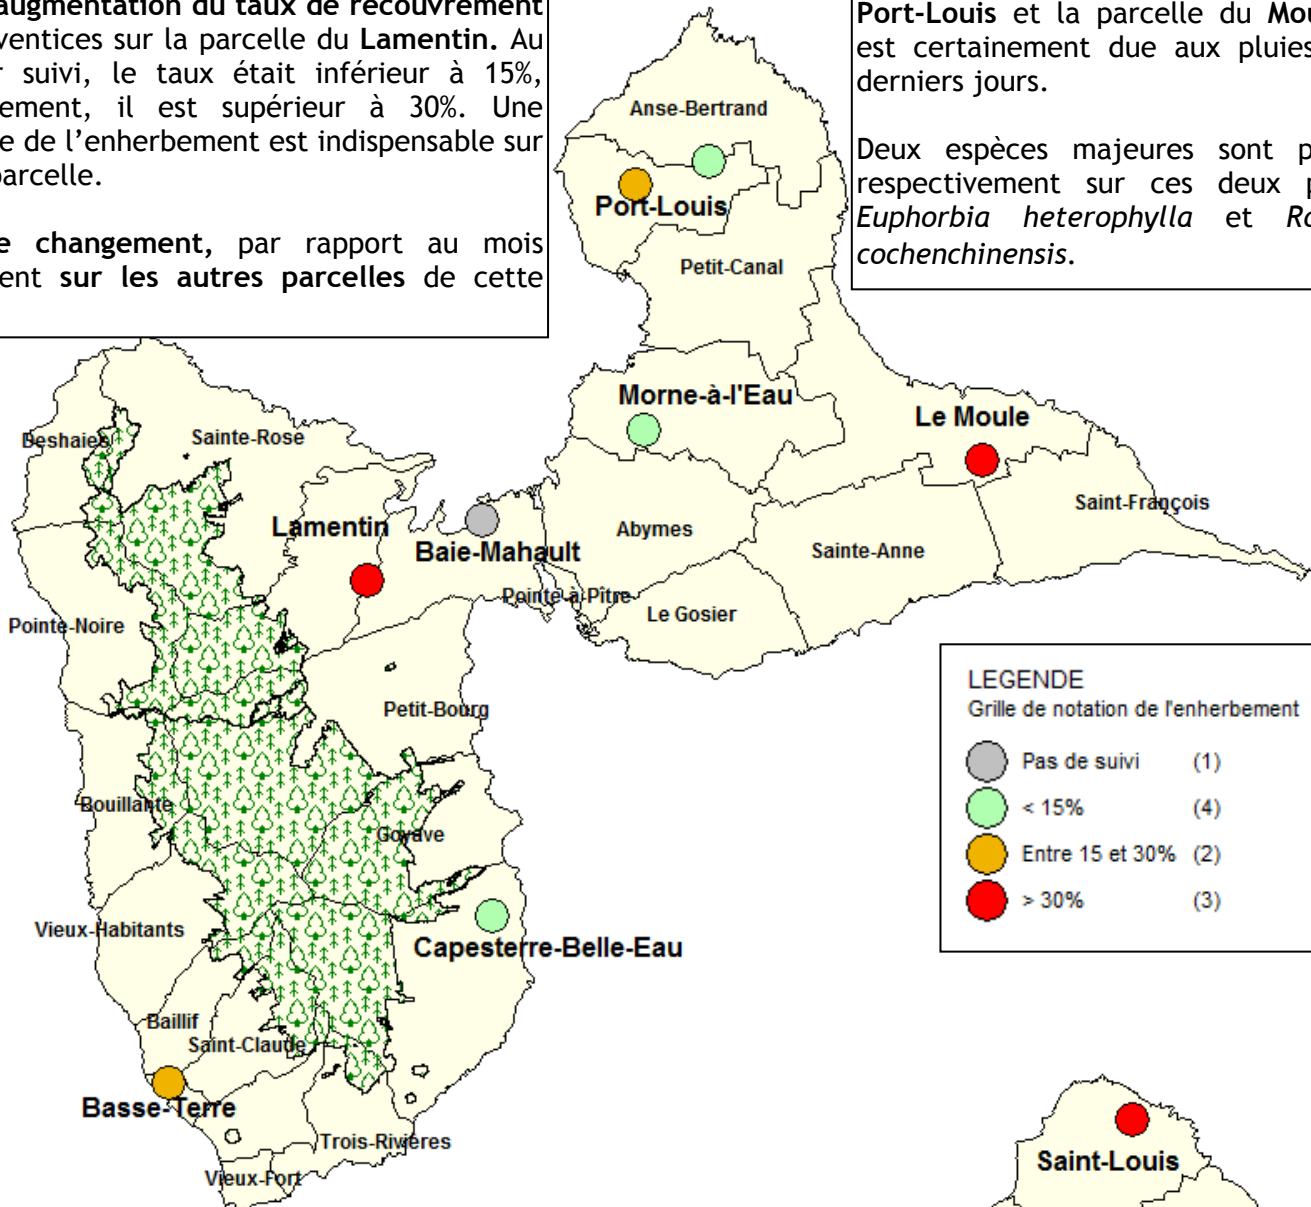 augmentation du taux de recouvrement
ventices sur la parcelle du Lamentin. Au
r suivi, le taux était inférieur à 15%,
ement, il est supérieur à 30%. Une
e de l'enherbement est indispensable sur
parcelle.
e changement, par rapport au mois
ent sur les autres parcelles de cette
Port-Louis et la parcelle du Mou
est certainement due aux pluies
derniers jours.
Deux espèces majeures sont p
respectivement sur ces deux p
Euphorbia heterophylla et Ro
cochenchinensis.
Anse-Bertrand
Port-Louis
Petit-Canal
Morne-à-l'Eau
Le Moule
Deshaies
Sainte-Rose
Saint-François
Lamentin
Baie-Mahault
Abymes
Sainte-Anne
Pointe-à-Pître
Le Gosier
Pointe-Noire
Petit-Bourg
Bouillante
Goyave
Vieux-Habitants
Capesterre-Belle-Eau
Baillif
Saint-Claude
Basse-Terre
Trois-Rivières
Vieux-Fort
Saint-Louis
LEGENDE
Grille de notation de l'enherbement
Pas de suivi (1)
< 15% (4)
Entre 15 et 30% (2)
> 30% (3)